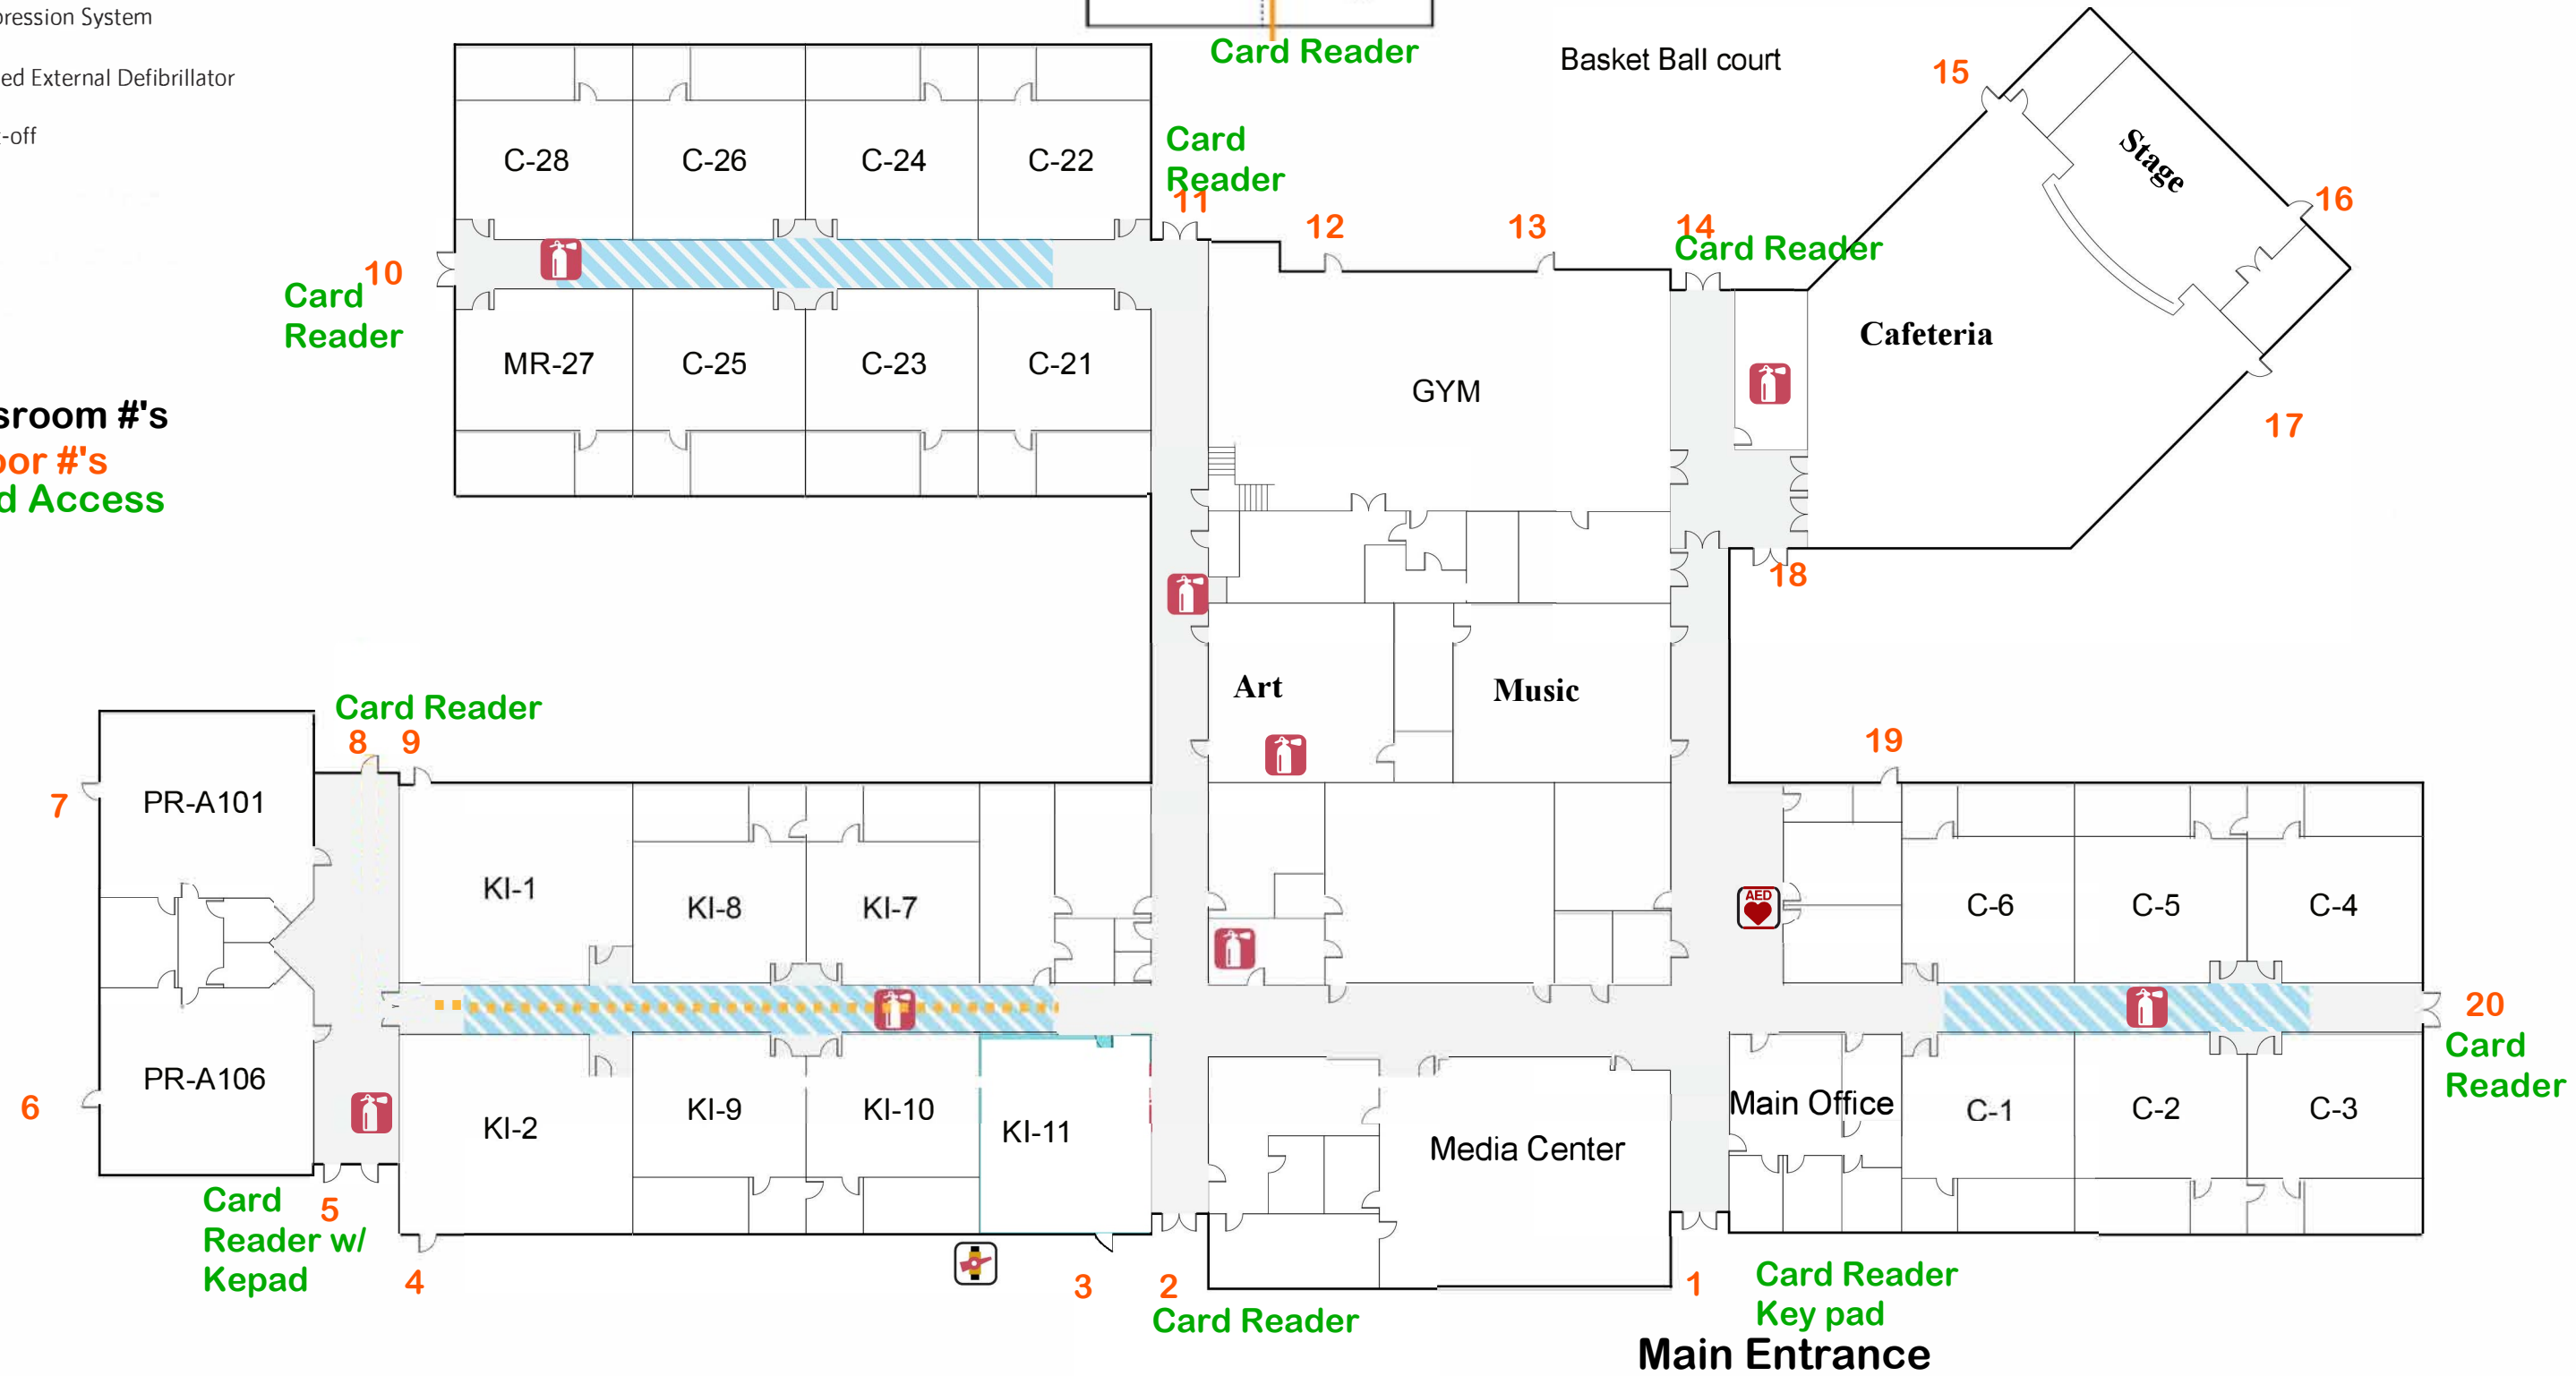 pression System
ed External Defibrillator
t-off
sroom #'s
oor #'s
d Access
Card Reader
Basket Ball court
15
Stage
16
C-28
C-26
C-24
C-22
Card
Reader
11
12
13
14
Card Reader
10
Card
Reader
Cafeteria
MR-27
C-25
C-23
C-21
GYM
17
18
Art
Music
Card Reader
8
9
19
7
PR-A101
KI-1
KI-8
KI-7
AED
C-6
C-5
C-4
20
Card
Reader
PR-A106
6
KI-2
KI-9
KI-10
KI-11
Media Center
Main Office
C-1
C-2
C-3
Card
Reader w/
Kepad
5
4
3
2
Card Reader
1
Card Reader
Key pad
Main Entrance